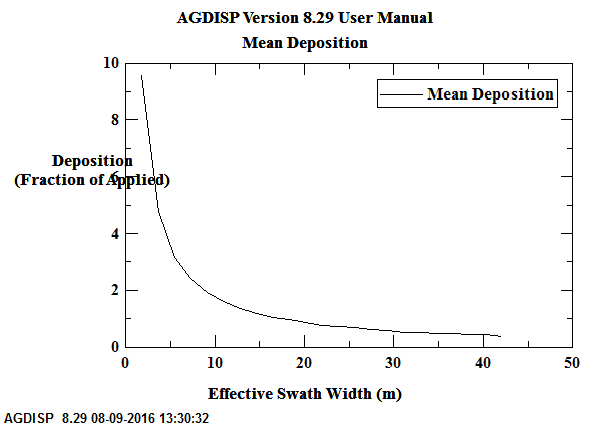 AGDISP Version 8.29 User Manual
Mean Deposition
10
Mean Deposition
8
Deposition
6
(Fraction of Applied)
4
2
0
0 10 20 30 40 50
Effective Swath Width (m)
AGDISP 8.29 08-09-2016 13:30:32